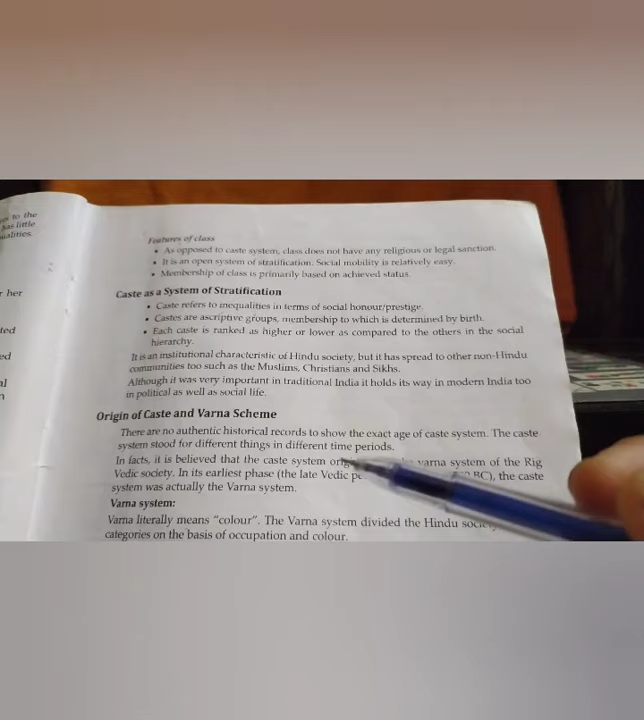 to the
has little
ualities.
r her
ted
ed
al
n
Features of class
• As opposed to caste system, class does not have any religious or legal sanction.
• It is an open system of stratification. Social mobility is relatively easy.
• Membership of class is primarily based on achieved status.
Caste as a System of Stratification
• Caste refers to inequalities in terms of social honour/prestige.
• Castes are ascriptive groups, membership to which is determined by birth.
• Each caste is ranked as higher or lower as compared to the others in the social
hierarchy.
It is an institutional characteristic of Hindu society, but it has spread to other non-Hindu
communities too such as the Muslims, Christians and Sikhs.
Although it was very important in traditional India it holds its way in modern India too
in political as well as social life.
Origin of Caste and Varna Scheme
There are no authentic historical records to show the exact age of caste system. The caste
system stood for different things in different time periods.
In facts, it is believed that the caste system varna system of the Rig
Vedic society. In its earliest phase (the late Vedic BC), the caste
system was actually the Varna system.
Varna system:
Varna literally means "colour". The Varna system divided the Hindu
categories on the basis of occupation and colour.